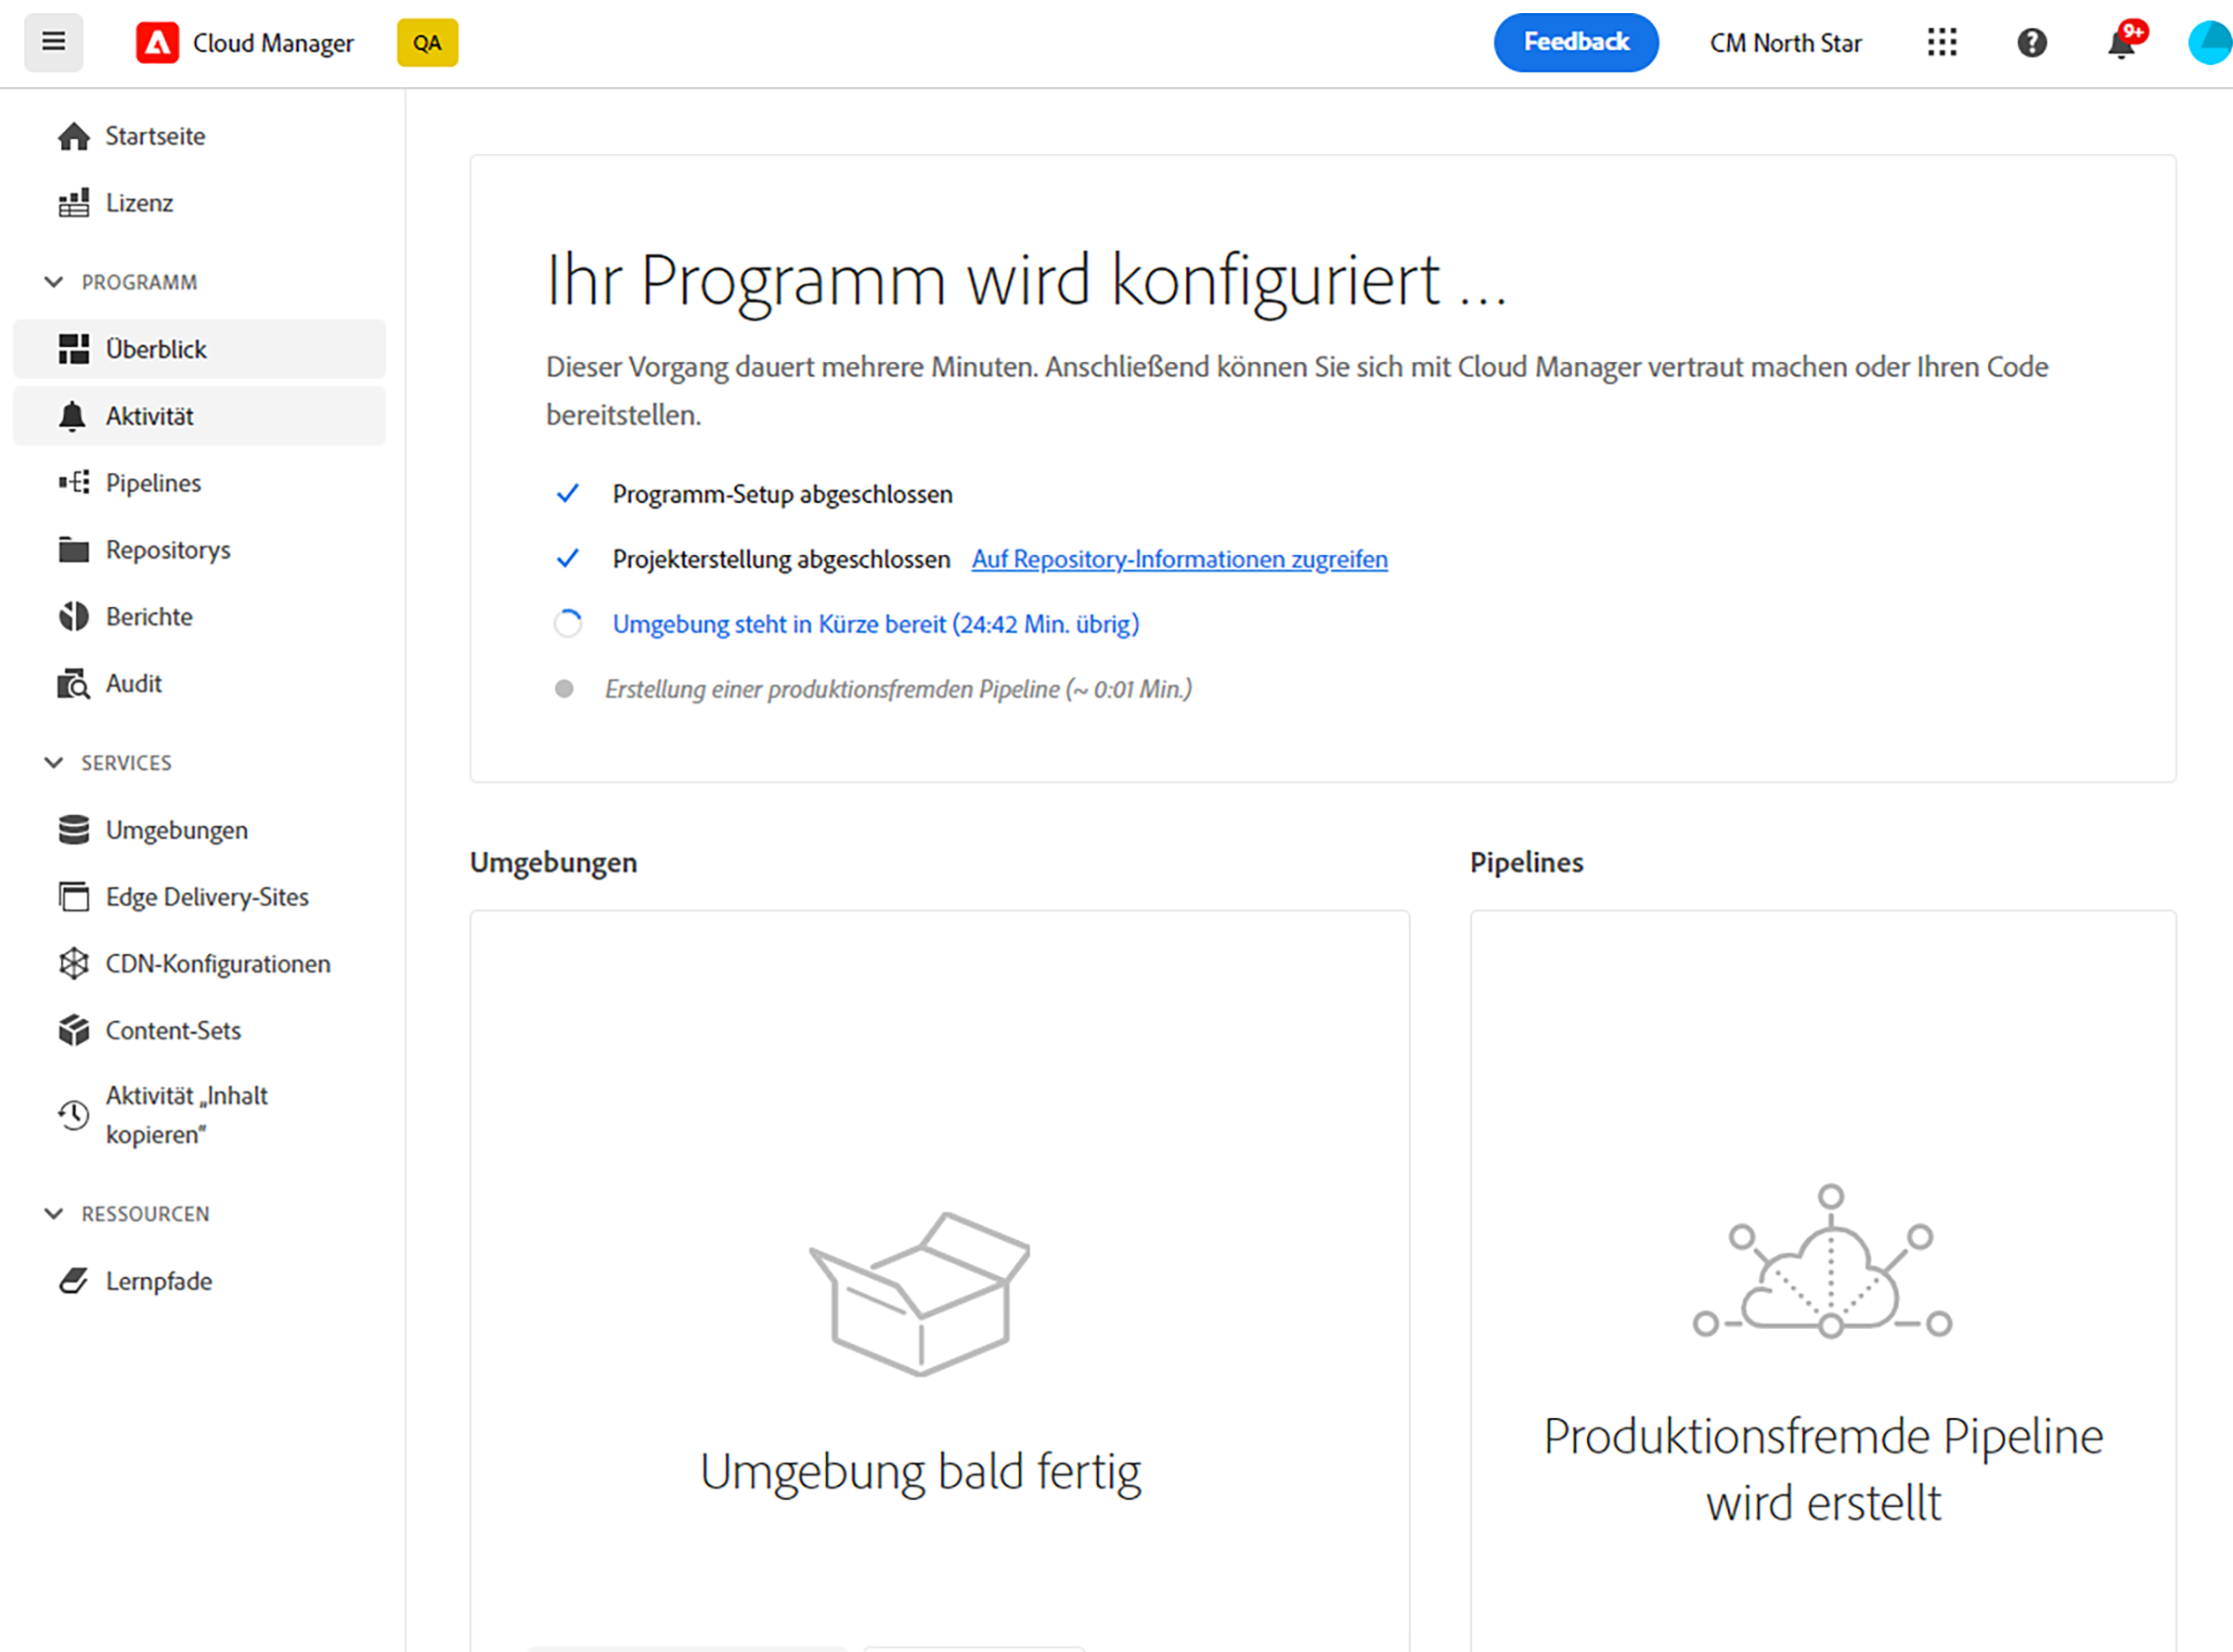 Cloud Manager
QA
Feedback
CM North Star
9+
Startseite
Lizenz
PROGRAMM
Überblick
Aktivität
Pipelines
Repositorys
Berichte
Audit
SERVICES
Umgebungen
Edge Delivery-Sites
CDN-Konfigurationen
Content-Sets
Aktivität „Inhalt
kopieren“
RESSOURCEN
Lernpfade
Ihr Programm wird konfiguriert ...
Dieser Vorgang dauert mehrere Minuten. Anschließend können Sie sich mit Cloud Manager vertraut machen oder Ihren Code
bereitstellen.
Programm-Setup abgeschlossen
Projekterstellung abgeschlossen Auf Repository-Informationen zugreifen
Umgebung steht in Kürze bereit (24:42 Min. übrig)
Erstellung einer produktionsfremden Pipeline (~ 0:01 Min.)
Umgebungen
Umgebung bald fertig
Pipelines
Produktionsfremde Pipeline
wird erstellt